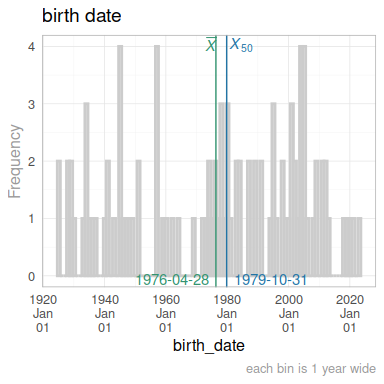 birth date
X̅ X₅₀
4
3
2
1
0
Frequency
1976-04-28 1979-10-31
1920 1940 1960 1980 2000 2020
Jan Jan Jan Jan Jan Jan
01 01 01 01 01 01
birth_date
each bin is 1 year wide